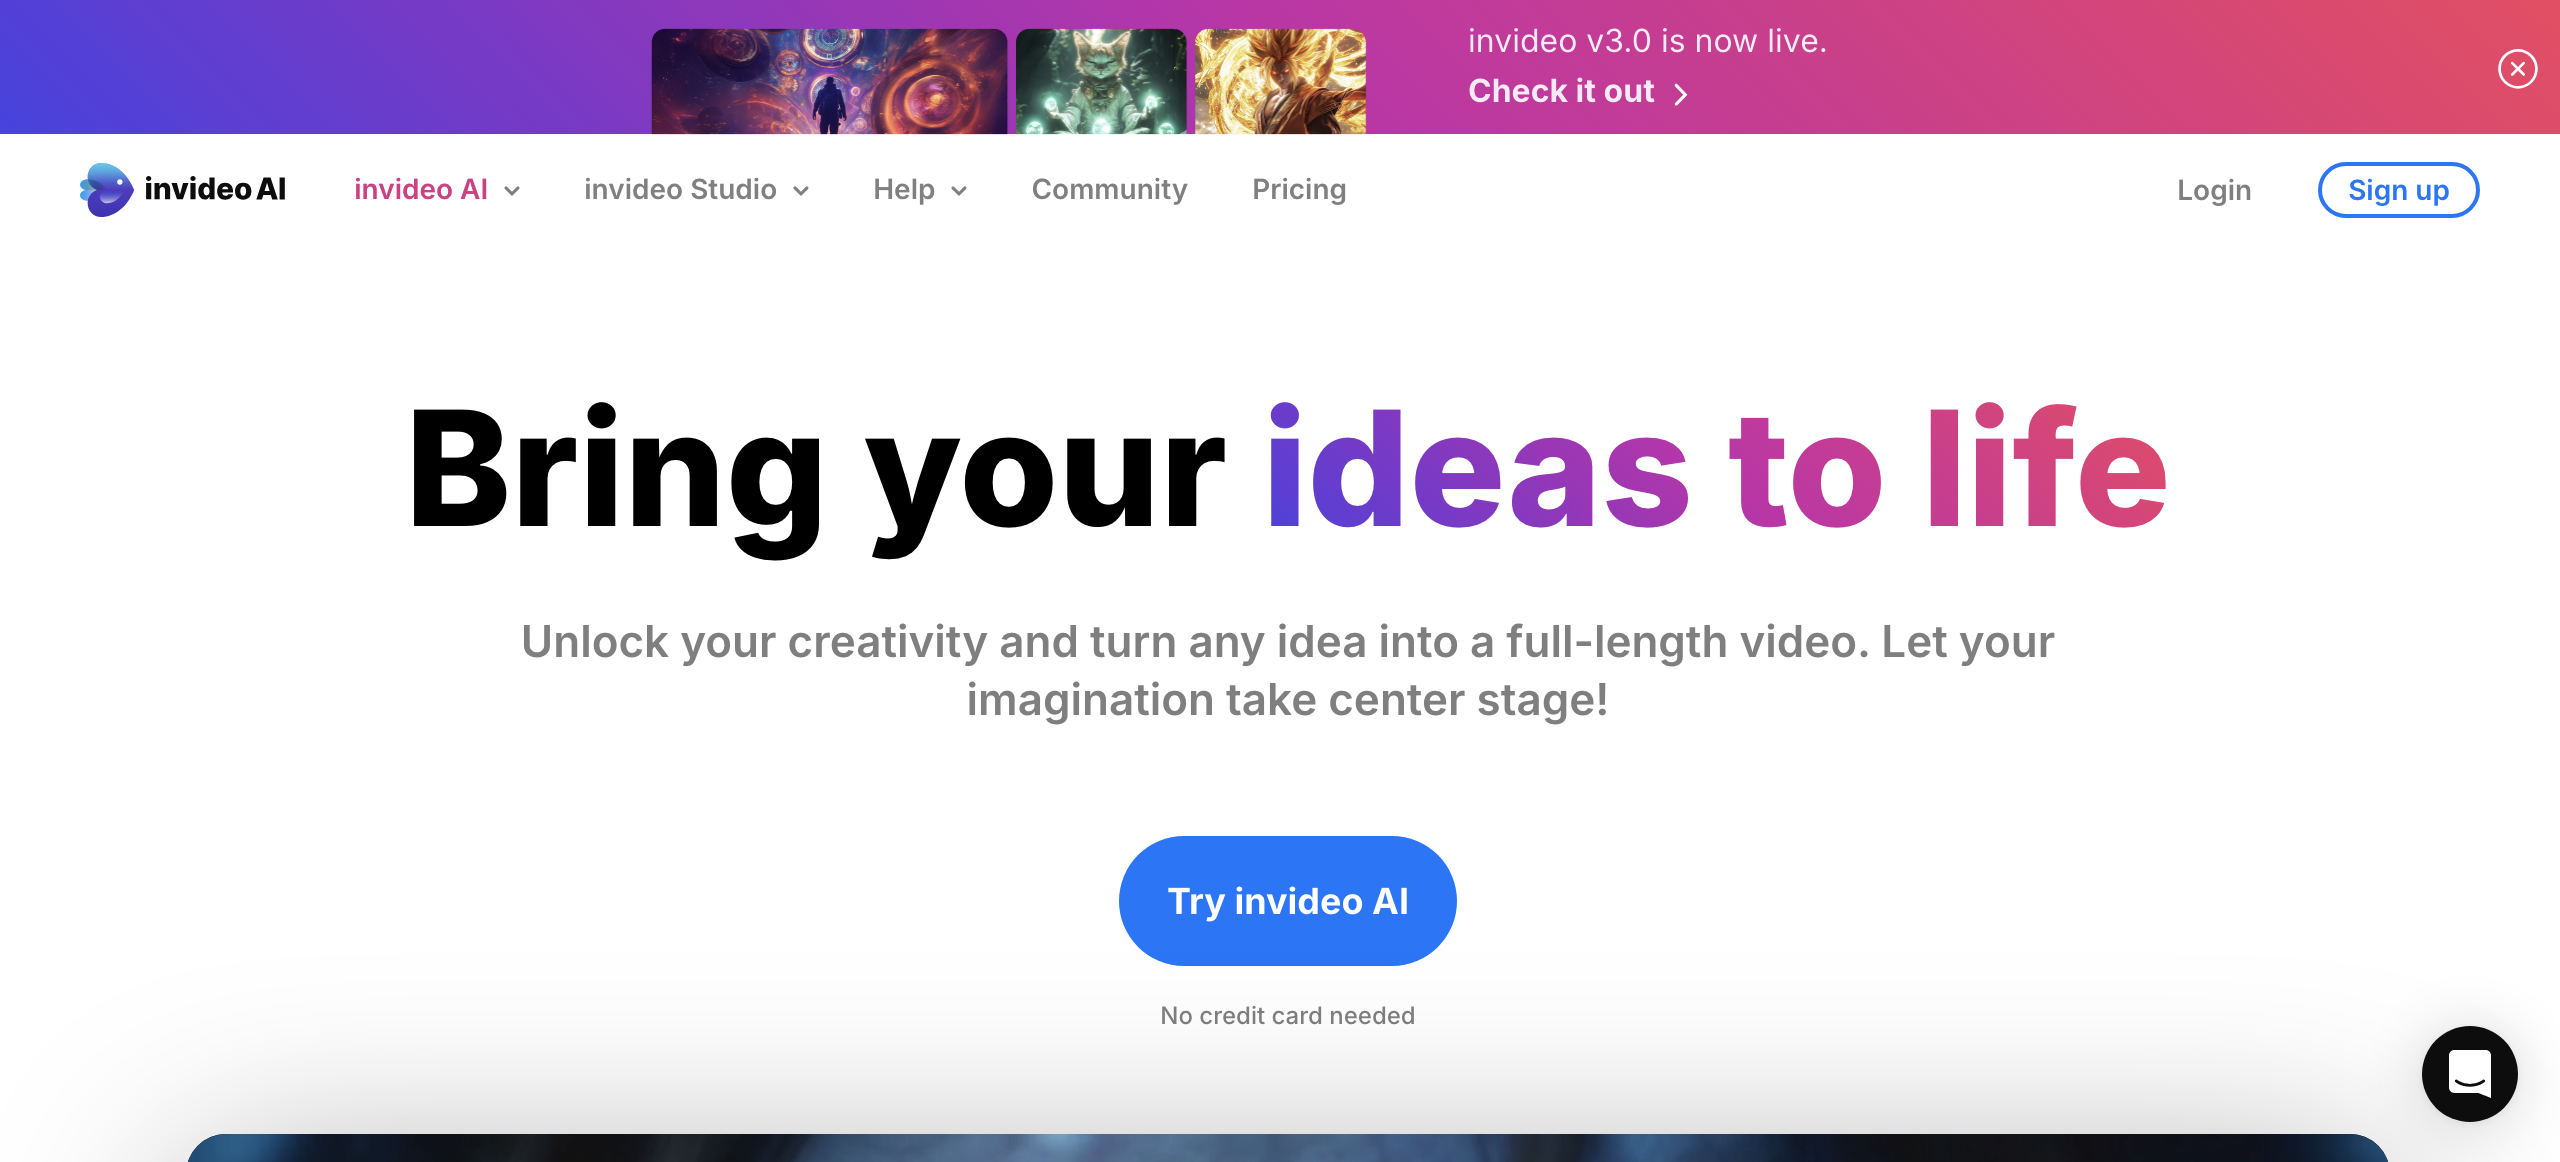 invideo v3.0 is now live.
Check it out
invideo AI
invideo AI
invideo Studio
Help
Community
Pricing
Login
Sign up
Bring your ideas to life
Unlock your creativity and turn any idea into a full-length video. Let your
imagination take center stage!
Try invideo AI
No credit card needed